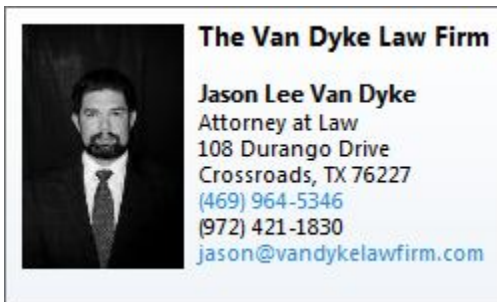 The Van Dyke Law Firm
Jason Lee Van Dyke
Attorney at Law
108 Durango Drive
Crossroads, TX 76227
(469) 964-5346
(972) 421-1830
jason@vandykelawfirm.com